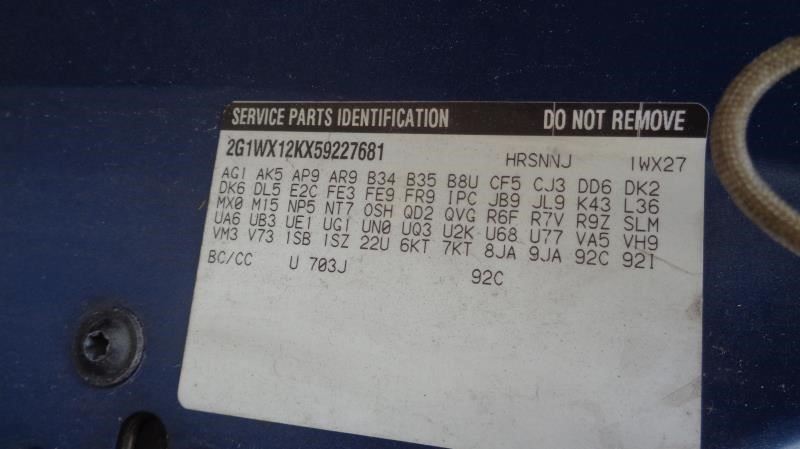 SERVICE PARTS IDENTIFICATION DO NOT REMOVE
2G1WX12KX59227681 HRSNNJ 1WX27
AG1 AK5 AP9 AR9 B34 B35 B8U CF5 CJ3 DD6 DK2
DK6 DL5 E2C FE3 FE9 FR9 IPC JB9 JL9 K43 L36
MX0 M15 NP5 NT7 OSH QD2 QVG R6F R7V R9Z SLM
UA6 UB3 UE1 UG1 UN0 UQ3 U2K U68 U77 VA5 VH9
VM3 V73 1SB 1SZ 22U 6KT 7KT 8JA 9JA 92C 92I
BC/CC U 703J 92C